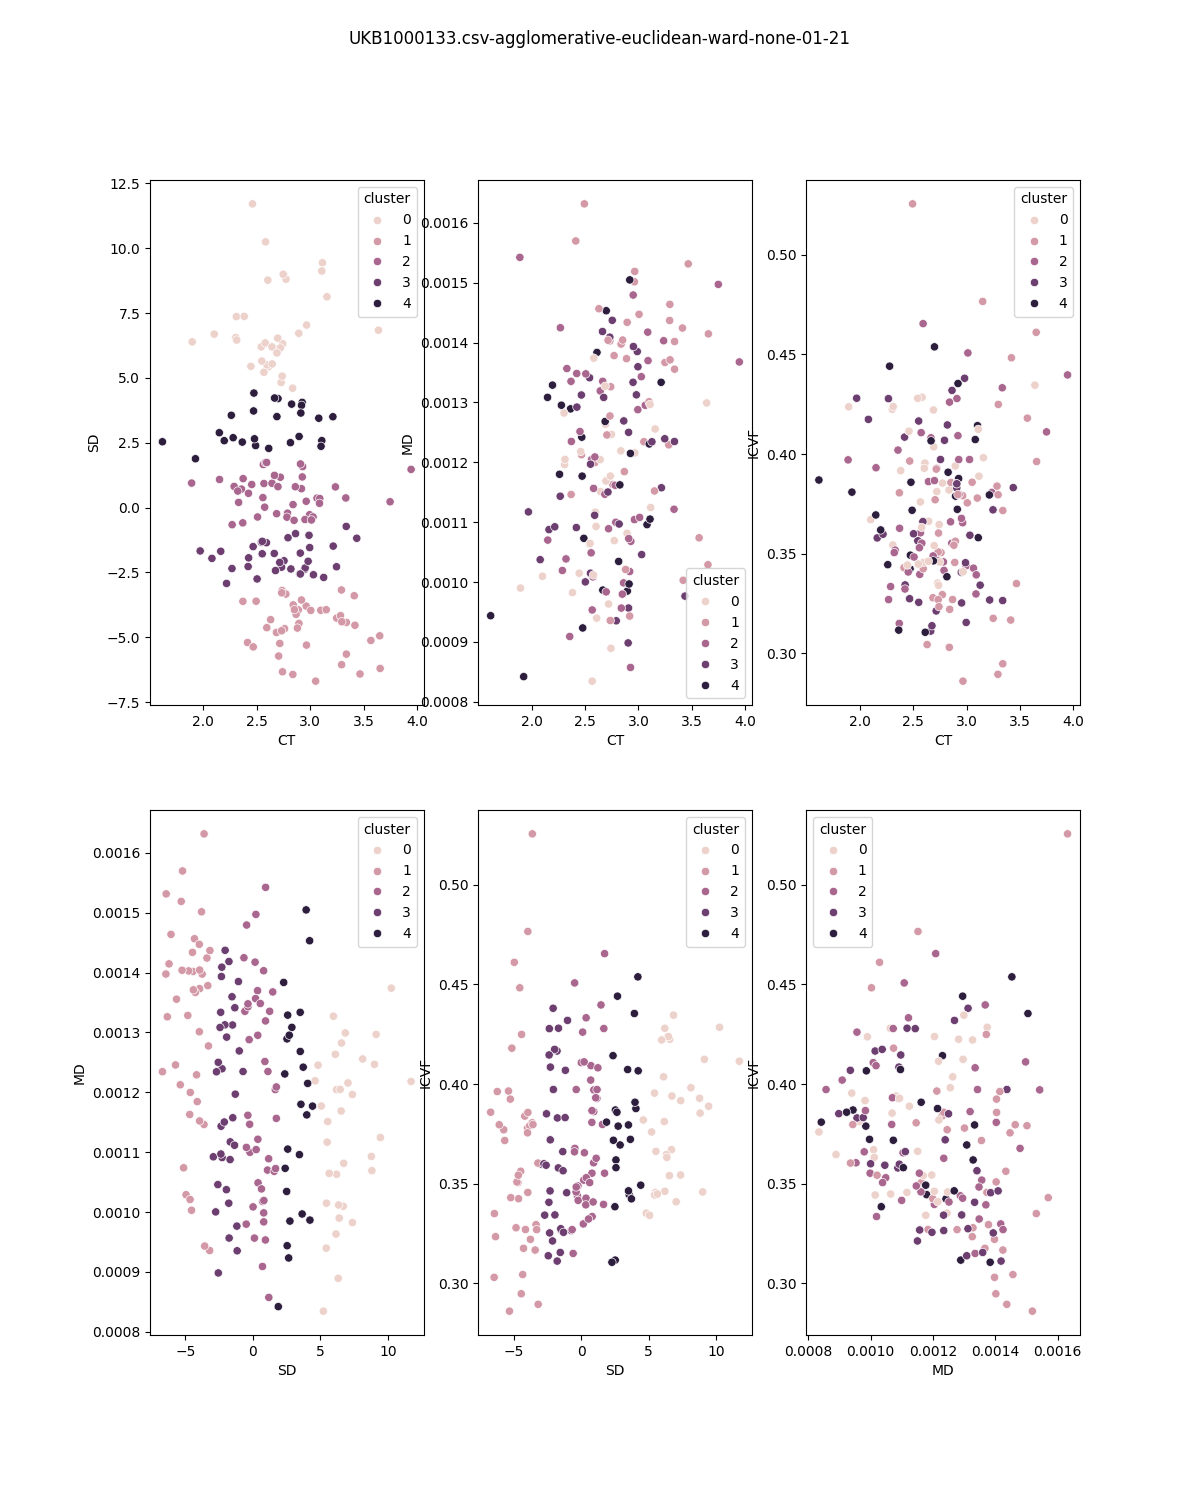 UKB1000133.csv-agglomerative-euclidean-ward-none-01-21
12.5
10.0
7.5
5.0
2.5
0.0
−2.5
−5.0
−7.5
SD
2.0 2.5 3.0 3.5 4.0
CT
cluster
0
1
2
3
4
0.0016
0.0015
0.0014
0.0013
0.0012
0.0011
0.0010
0.0009
0.0008
MD
2.0 2.5 3.0 3.5 4.0
CT
cluster
0
1
2
3
4
0.50
0.45
0.40
0.35
0.30
ICVF
2.0 2.5 3.0 3.5 4.0
CT
cluster
0
1
2
3
4
0.0016
0.0015
0.0014
0.0013
0.0012
0.0011
0.0010
0.0009
0.0008
MD
−5 0 5 10
SD
cluster
0
1
2
3
4
0.50
0.45
0.40
0.35
0.30
ICVF
−5 0 5 10
SD
cluster
0
1
2
3
4
0.50
0.45
0.40
0.35
0.30
ICVF
0.0008 0.0010 0.0012 0.0014 0.0016
MD
cluster
0
1
2
3
4